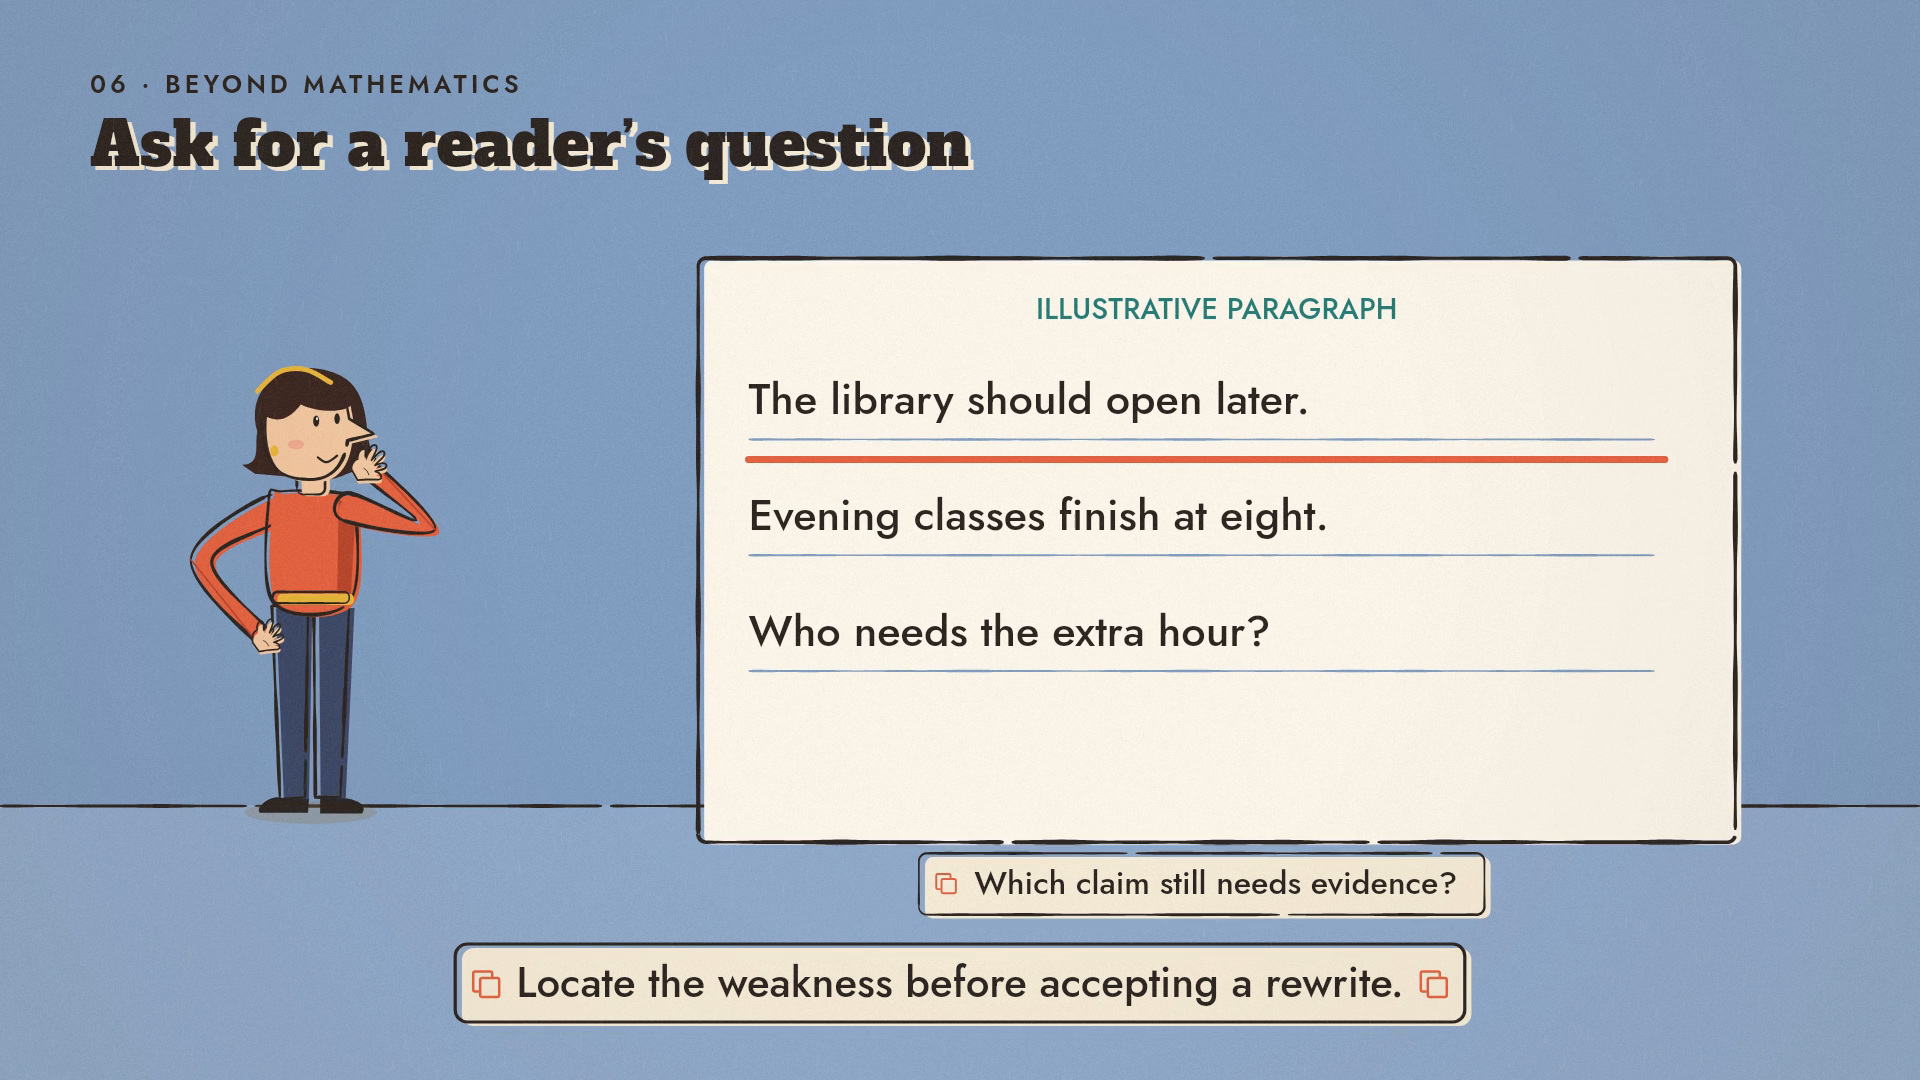 06 · BEYOND MATHEMATICS
Ask for a reader’s question
ILLUSTRATIVE PARAGRAPH
The library should open later.
Evening classes finish at eight.
Who needs the extra hour?
Which claim still needs evidence?
Locate the weakness before accepting a rewrite.